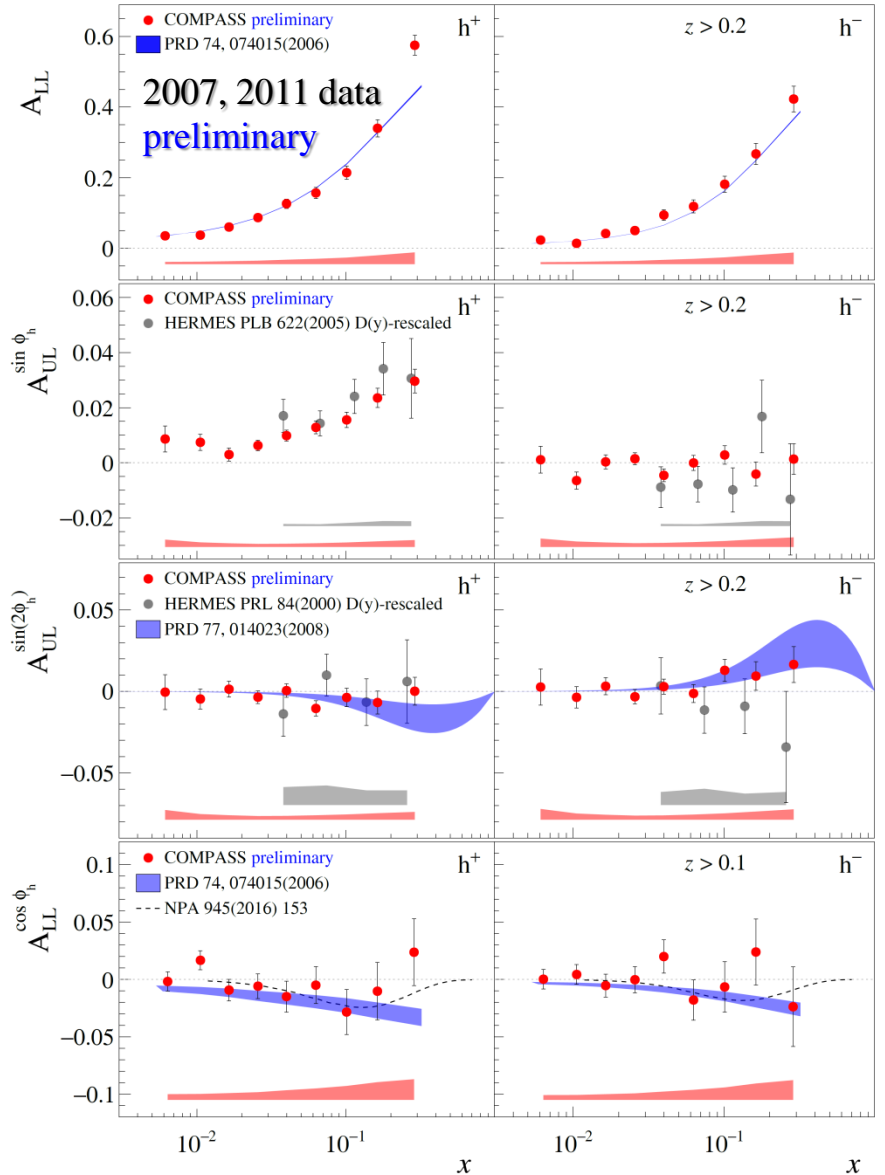 COMPASS preliminary
PRD 74, 074015(2006)
h+
2007, 2011 data
preliminary
z > 0.2
h−
A_LL
0.6
0.4
0.2
0
COMPASS preliminary
HERMES PLB 622(2005) D(y)-rescaled
h+
z > 0.2
h−
A_UL^sin ϕ_h
0.06
0.04
0.02
0
−0.02
COMPASS preliminary
HERMES PRL 84(2000) D(y)-rescaled
PRD 77, 014023(2008)
h+
z > 0.2
h−
A_UL^sin(2ϕ_h)
0.05
0
−0.05
COMPASS preliminary
PRD 74, 074015(2006)
NPA 945(2016) 153
h+
z > 0.1
h−
A_LL^cos ϕ_h
0.1
0.05
0
−0.05
−0.1
10^−2
10^−1
x
10^−2
10^−1
x